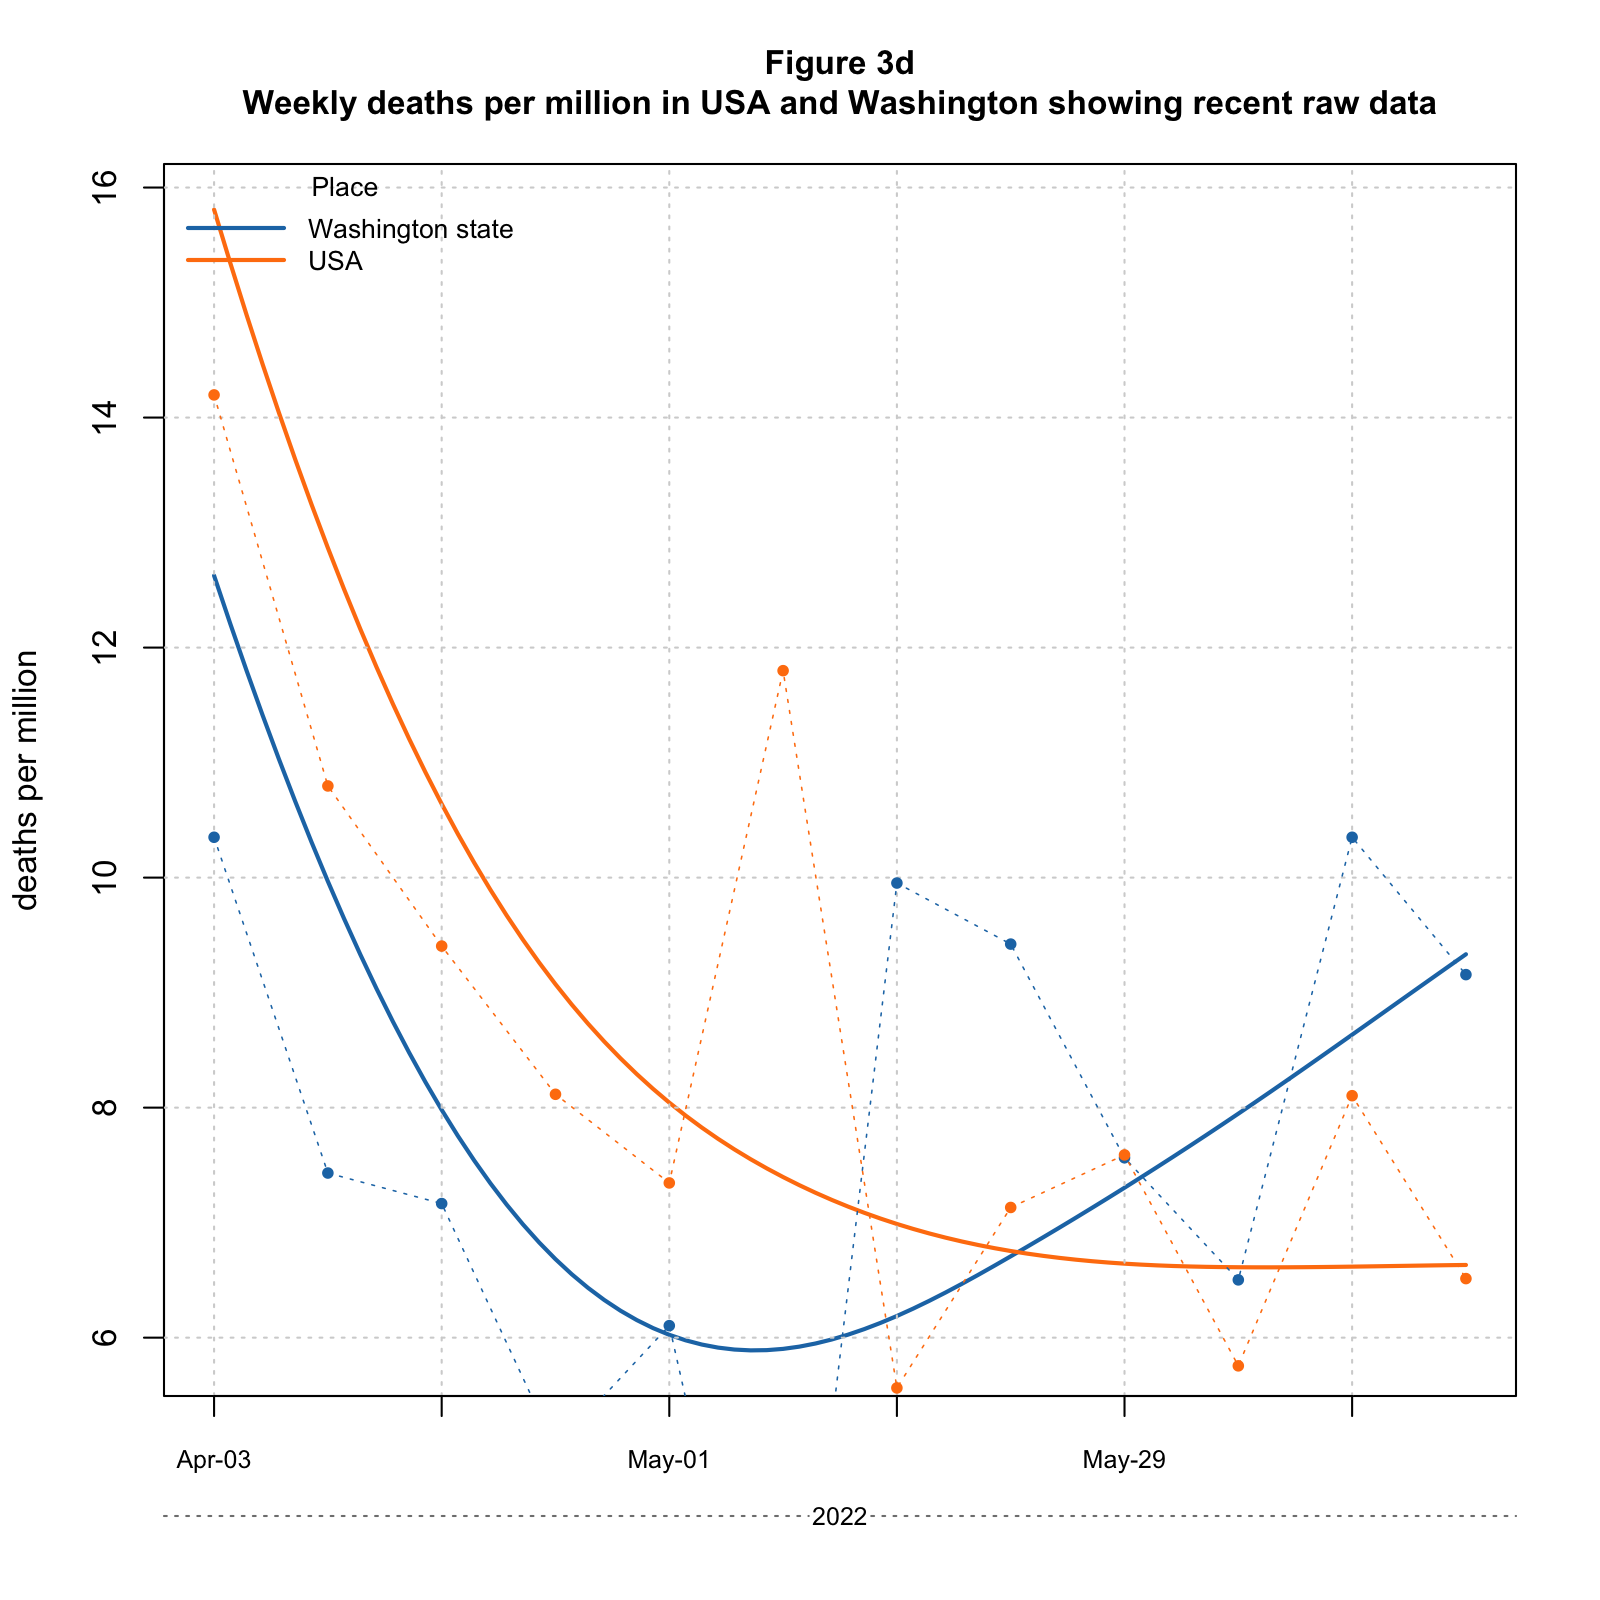 Figure 3d
Weekly deaths per million in USA and Washington showing recent raw data
Place
Washington state
USA
deaths per million
16
14
12
10
8
6
Apr-03
May-01
May-29
2022